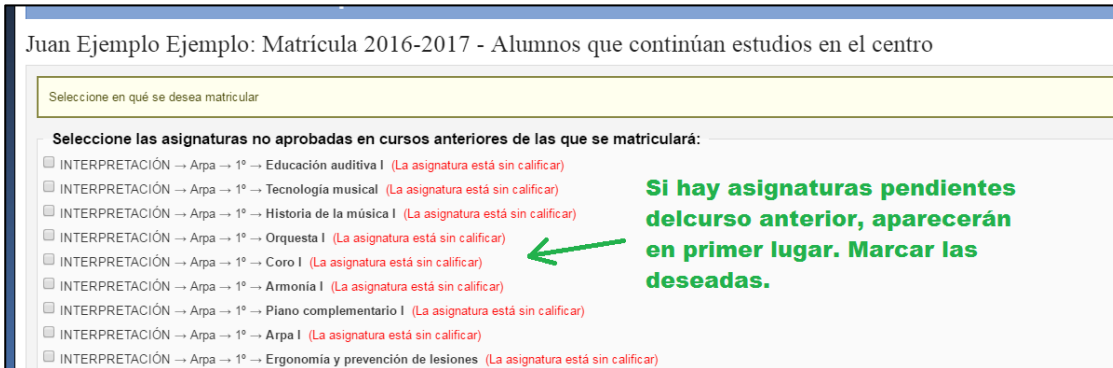 Juan Ejemplo Ejemplo: Matrícula 2016-2017 - Alumnos que continúan estudios en el centro
Seleccione en qué se desea matricular
Seleccione las asignaturas no aprobadas en cursos anteriores de las que se matriculará:
INTERPRETACIÓN → Arpa → 1º → Educación auditiva I (La asignatura está sin calificar)
INTERPRETACIÓN → Arpa → 1º → Tecnología musical (La asignatura está sin calificar)
INTERPRETACIÓN → Arpa → 1º → Historia de la música I (La asignatura está sin calificar)
INTERPRETACIÓN → Arpa → 1º → Orquesta I (La asignatura está sin calificar)
INTERPRETACIÓN → Arpa → 1º → Coro I (La asignatura está sin calificar)
INTERPRETACIÓN → Arpa → 1º → Armonía I (La asignatura está sin calificar)
INTERPRETACIÓN → Arpa → 1º → Piano complementario I (La asignatura está sin calificar)
INTERPRETACIÓN → Arpa → 1º → Arpa I (La asignatura está sin calificar)
INTERPRETACIÓN → Arpa → 1º → Ergonomía y prevención de lesiones (La asignatura está sin calificar)
Si hay asignaturas pendientes
delcurso anterior, aparecerán
en primer lugar. Marcar las
deseadas.